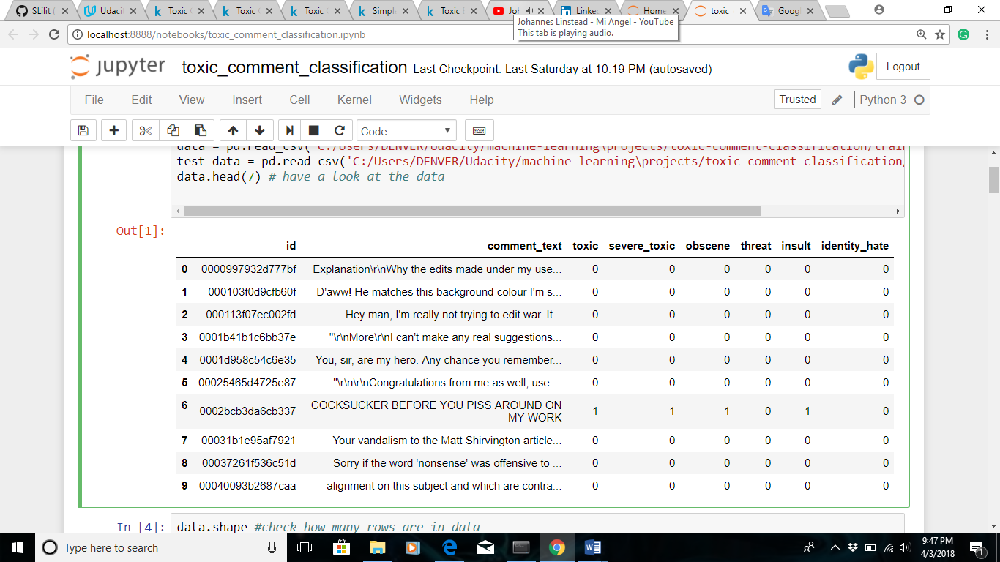 SLilit (
Udaci
Toxic
Toxic
Toxic
Simple
Toxic
Jo
Linke
Home
toxic_
Goog
Johannes Linstead - Mi Angel - YouTube
This tab is playing audio.
localhost:8888/notebooks/toxic_comment_classification.ipynb
jupyter toxic_comment_classification Last Checkpoint: Last Saturday at 10:19 PM (autosaved) Logout
File Edit View Insert Cell Kernel Widgets Help Trusted Python 3
Code
data = pd.read_csv('C:/Users/DENVER/Udacity/machine-learning\projects/toxic-comment-classification/trai
test_data = pd.read_csv('C:/Users/DENVER/Udacity/machine-learning\projects/toxic-comment-classification/
data.head(7) # have a look at the data
Out[1]:
id comment_text toxic severe_toxic obscene threat insult identity_hate
0 0000997932d777bf Explanation\r\nWhy the edits made under my use... 0 0 0 0 0 0
1 000103f0d9cfb60f D'aww! He matches this background colour I'm s... 0 0 0 0 0 0
2 000113f07ec002fd Hey man, I'm really not trying to edit war. It... 0 0 0 0 0 0
3 0001b41b1c6bb37e "\r\nMore\r\nI can't make any real suggestions... 0 0 0 0 0 0
4 0001d958c54c6e35 You, sir, are my hero. Any chance you remember... 0 0 0 0 0 0
5 00025465d4725e87 "\r\n\r\nCongratulations from me as well, use ... 0 0 0 0 0 0
6 0002bcb3da6cb337 COCKSUCKER BEFORE YOU PISS AROUND ON
MY WORK 1 1 1 0 1 0
7 00031b1e95af7921 Your vandalism to the Matt Shirvington article... 0 0 0 0 0 0
8 00037261f536c51d Sorry if the word 'nonsense' was offensive to ... 0 0 0 0 0 0
9 00040093b2687caa alignment on this subject and which are contra... 0 0 0 0 0 0
In [4]: data.shape #check how many rows are in data
Type here to search
9:47 PM
4/3/2018
1